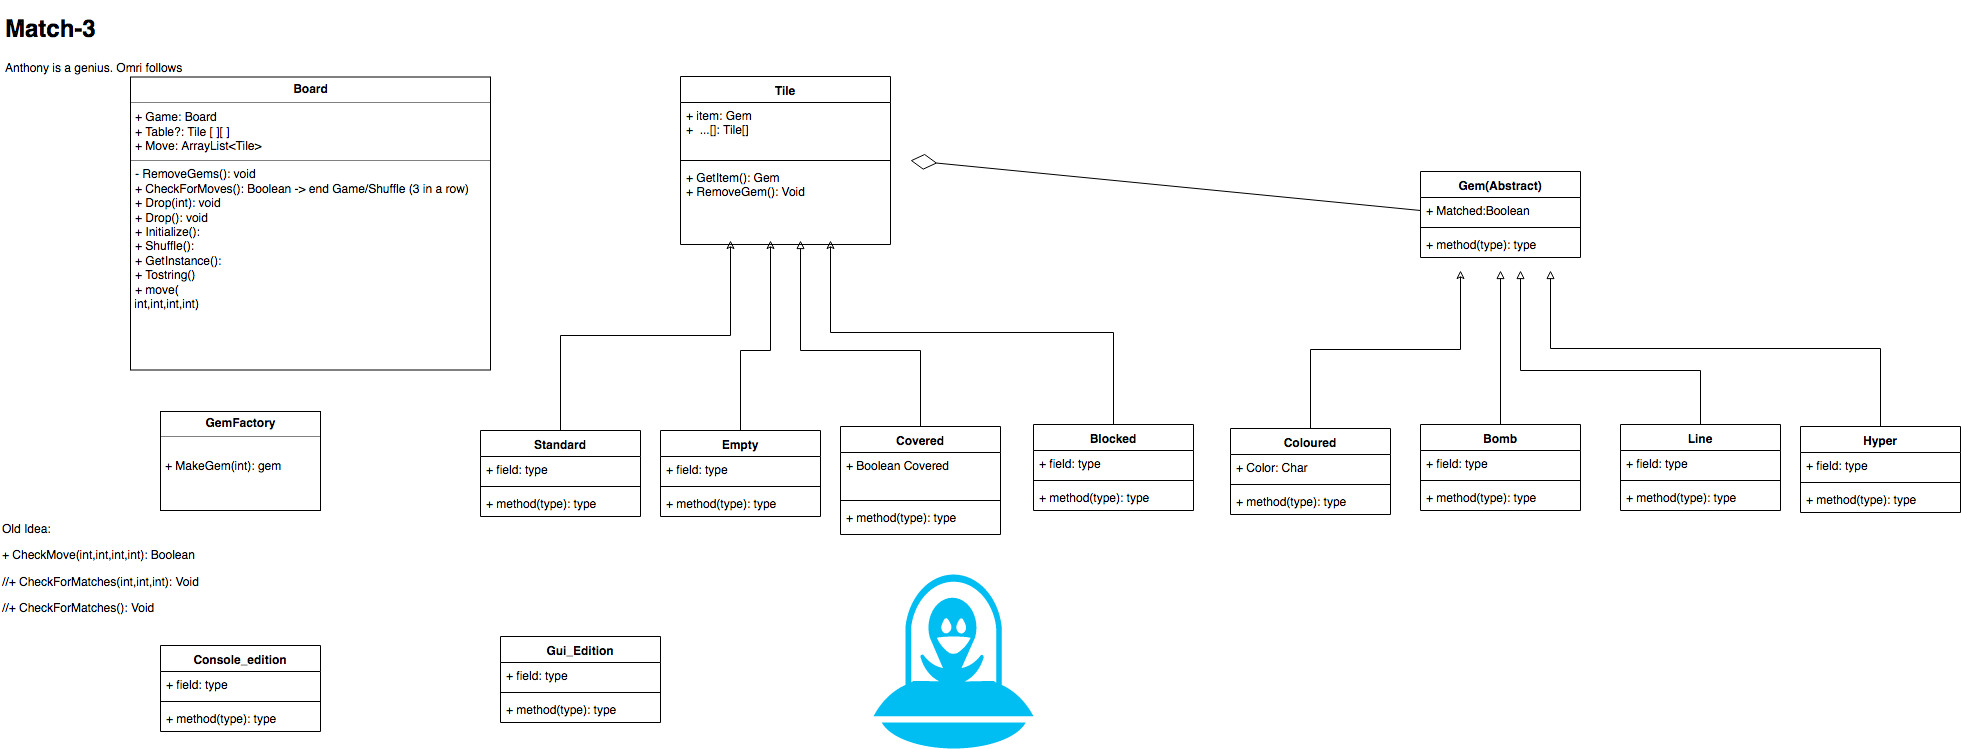 Match-3
Anthony is a genius. Omri follows
Board
+ Game: Board
+ Table?: Tile [ ][ ]
+ Move: ArrayList<Tile>
- RemoveGems(): void
+ CheckForMoves(): Boolean -> end Game/Shuffle (3 in a row)
+ Drop(int): void
+ Drop(): void
+ Initialize():
+ Shuffle():
+ GetInstance():
+ Tostring()
+ move(
int,int,int,int)
Tile
+ item: Gem
+ ...[]: Tile[]
+ GetItem(): Gem
+ RemoveGem(): Void
Gem(Abstract)
+ Matched:Boolean
+ method(type): type
GemFactory
+ MakeGem(int): gem
Standard
+ field: type
+ method(type): type
Empty
+ field: type
+ method(type): type
Covered
+ Boolean Covered
+ method(type): type
Blocked
+ field: type
+ method(type): type
Coloured
+ Color: Char
+ method(type): type
Bomb
+ field: type
+ method(type): type
Line
+ field: type
+ method(type): type
Hyper
+ field: type
+ method(type): type
Old Idea:
+ CheckMove(int,int,int,int): Boolean
//+ CheckForMatches(int,int,int): Void
//+ CheckForMatches(): Void
Console_edition
+ field: type
+ method(type): type
Gui_Edition
+ field: type
+ method(type): type